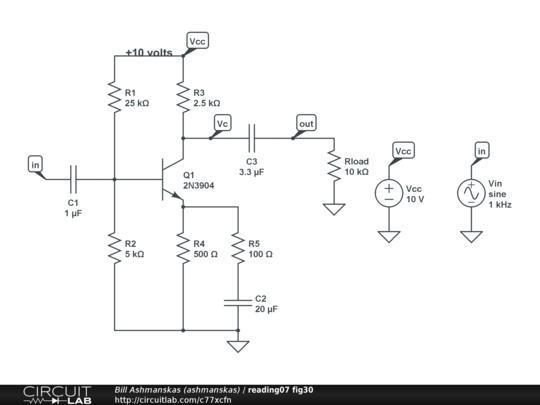 Vcc
+10 volts
R1
25 kΩ
R3
2.5 kΩ
Vc
out
C3
3.3 µF
Rload
10 kΩ
in
C1
1 µF
Q1
2N3904
R2
5 kΩ
R4
500 Ω
R5
100 Ω
C2
20 µF
Vcc
Vcc
10 V
in
Vin
sine
1 kHz
CIRCUIT
LAB
Bill Ashmanskas (ashmanskas) / reading07 fig30
http://circuitlab.com/c77xcfn